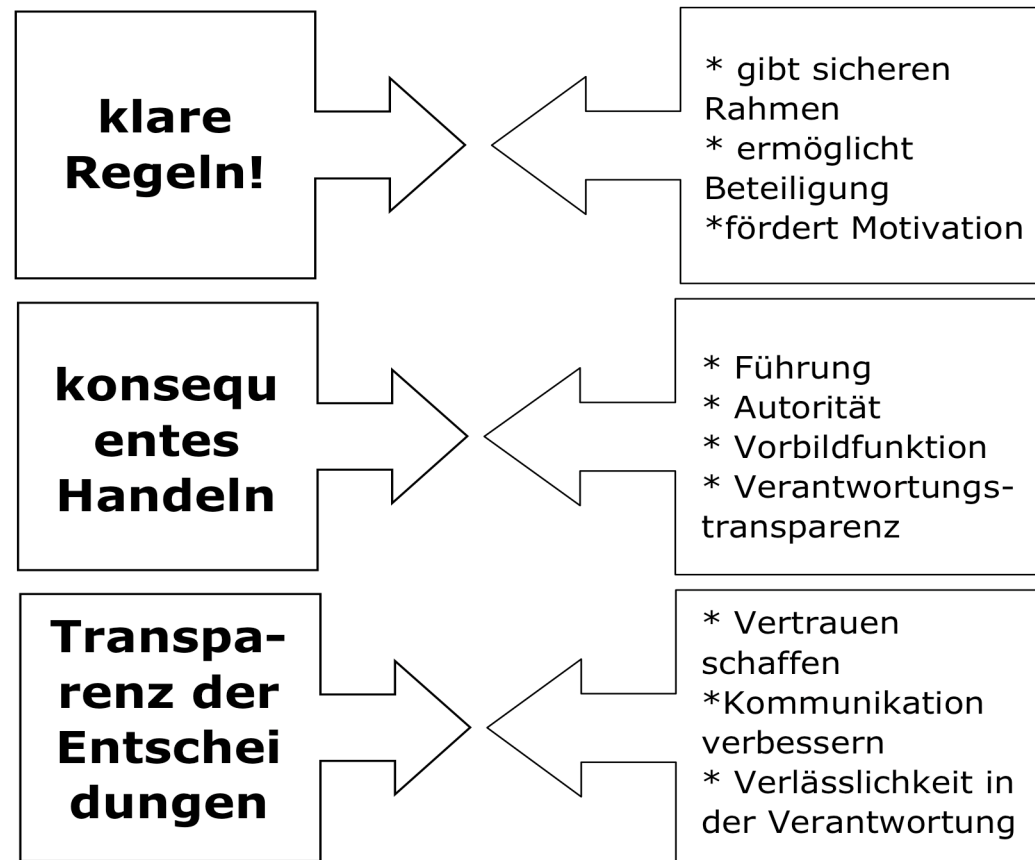 klare
Regeln!
* gibt sicheren
Rahmen
* ermöglicht
Beteiligung
*fördert Motivation
konsequ
entes
Handeln
* Führung
* Autorität
* Vorbildfunktion
* Verantwortungs-
transparenz
Transpa-
renz der
Entschei
dungen
* Vertrauen
schaffen
*Kommunikation
verbessern
* Verlässlichkeit in
der Verantwortung